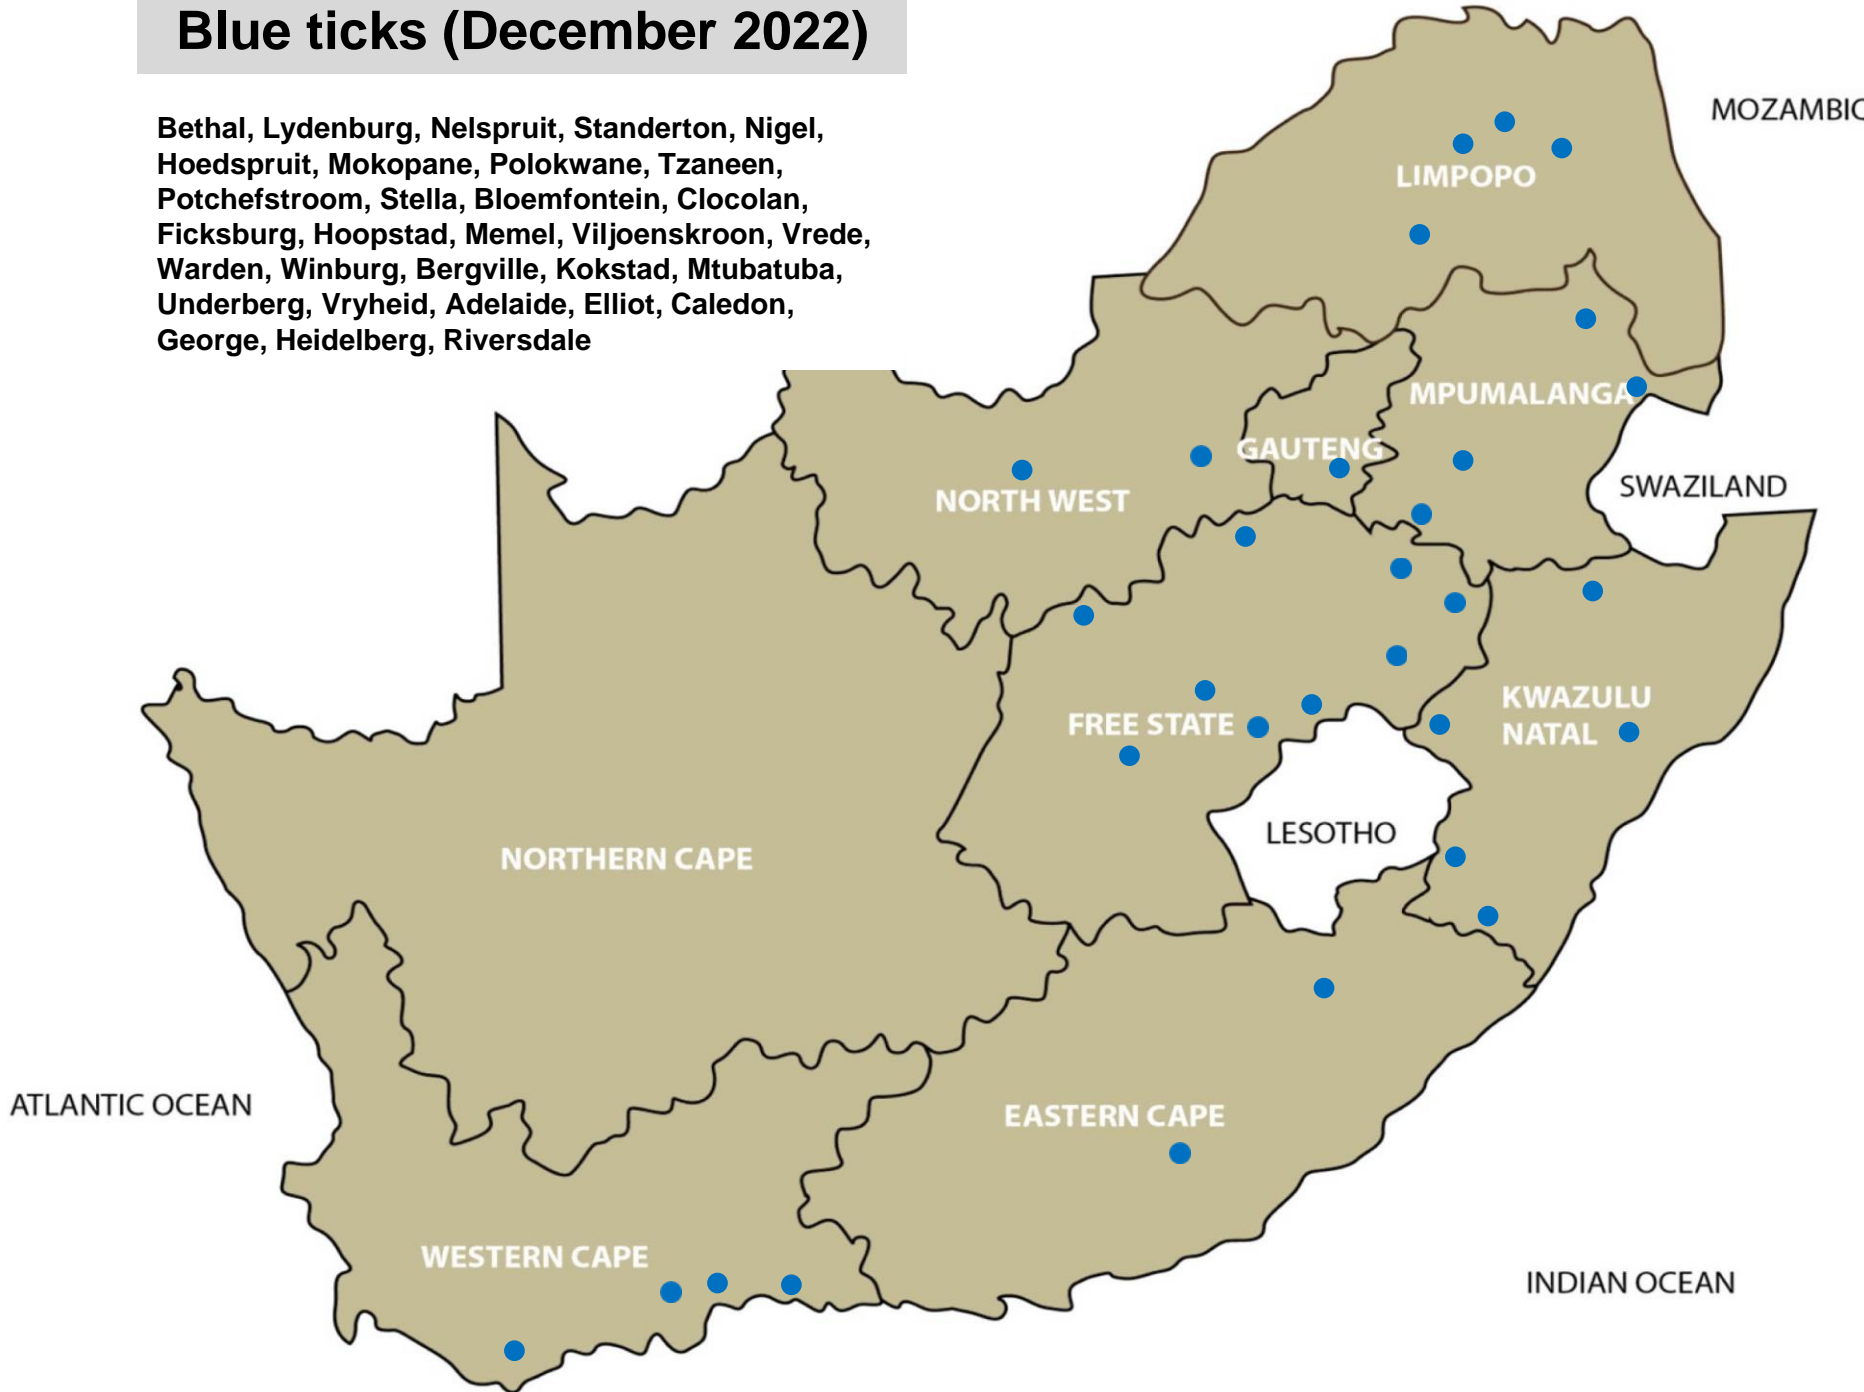 Blue ticks (December 2022)
Bethal, Lydenburg, Nelspruit, Standerton, Nigel,
Hoedspruit, Mokopane, Polokwane, Tzaneen,
Potchefstroom, Stella, Bloemfontein, Clocolan,
Ficksburg, Hoopstad, Memel, Viljoenskroon, Vrede,
Warden, Winburg, Bergville, Kokstad, Mtubatuba,
Underberg, Vryheid, Adelaide, Elliot, Caledon,
George, Heidelberg, Riversdale
MOZAMBIC
LIMPOPO
MPUMALANGA
GAUTENG
SWAZILAND
NORTH WEST
KWAZULU
NATAL
FREE STATE
LESOTHO
NORTHERN CAPE
ATLANTIC OCEAN
EASTERN CAPE
WESTERN CAPE
INDIAN OCEAN